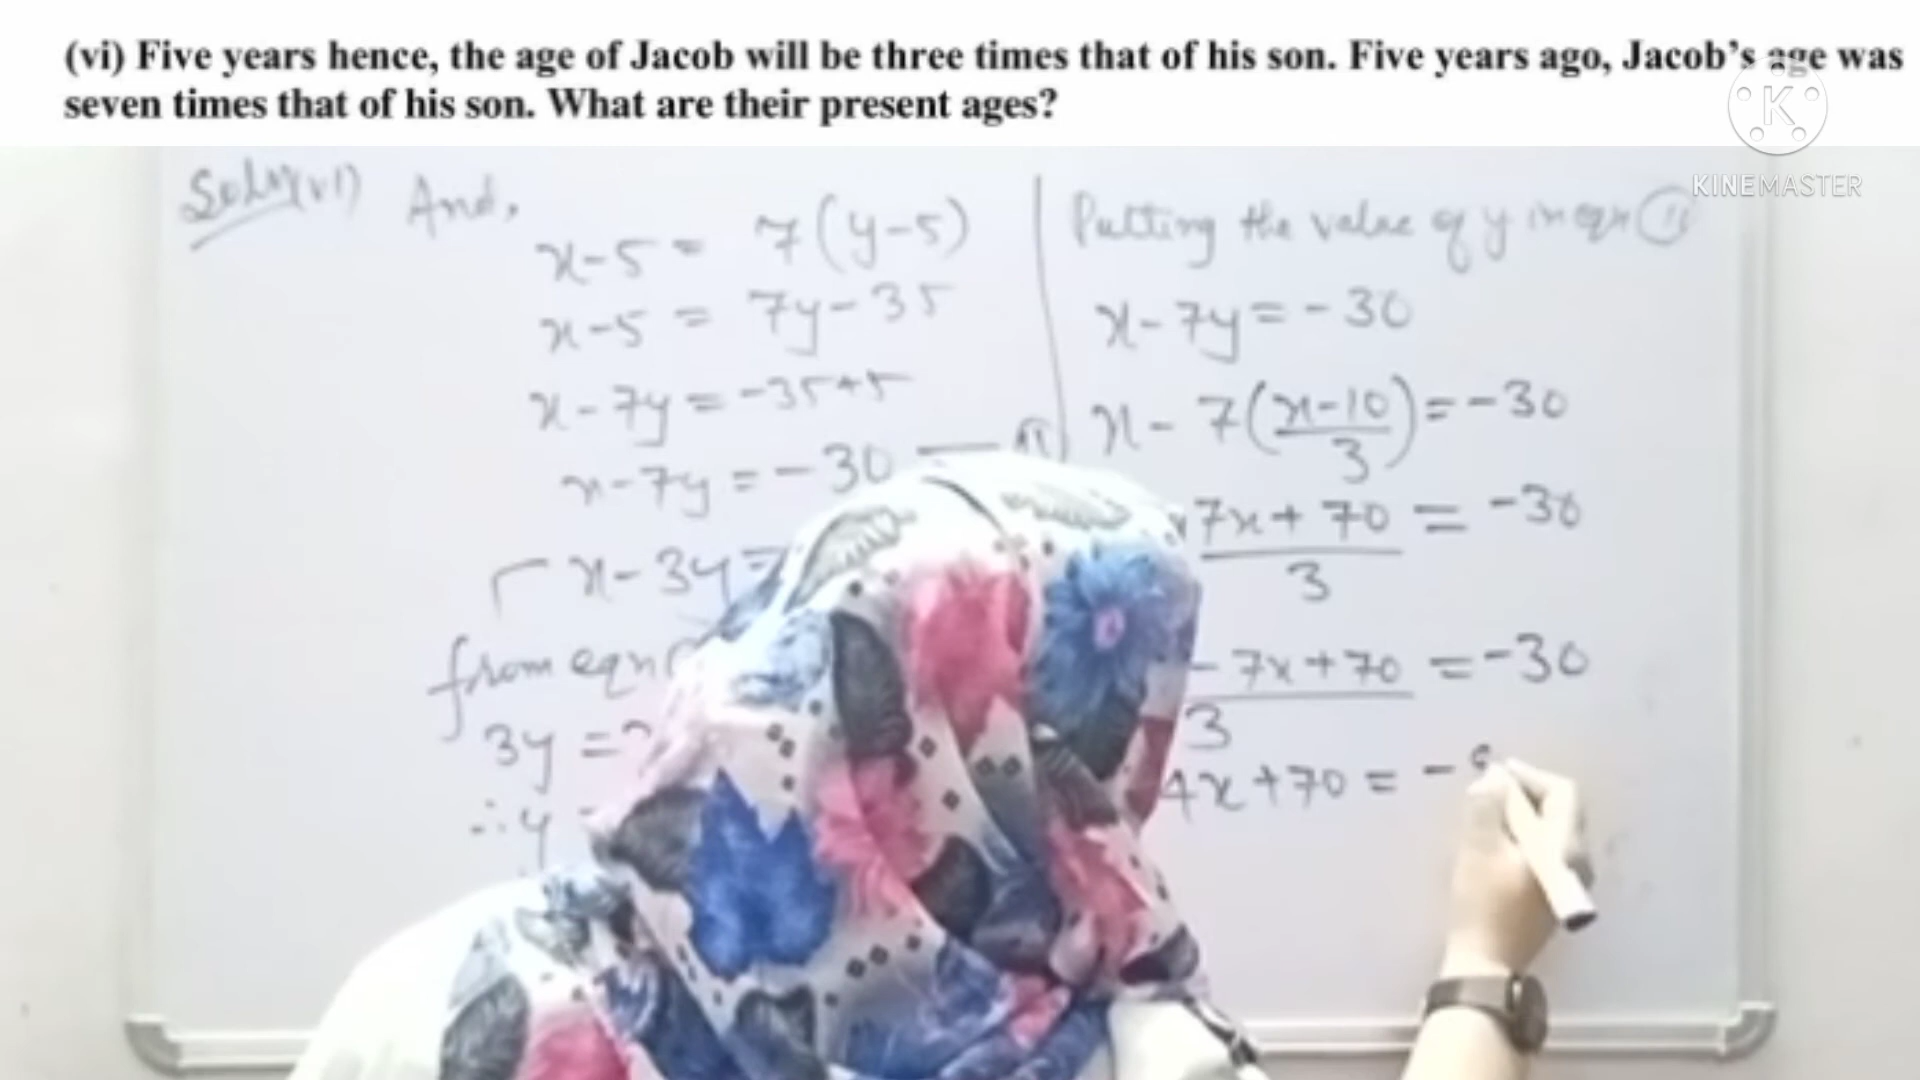 (vi) Five years hence, the age of Jacob will be three times that of his son. Five years ago, Jacob's age was
seven times that of his son. What are their present ages?
KINEMASTER
Soln(vi) And,
x-5 = 7(y-5)
x-5 = 7y-35
x-7y = -35+5
x-7y = -30 — (II)
x-3y =
from eqn
3y =
∴ y
Putting the value of y in eqn (II)
x-7y = -30
x - 7(x-10/3) = -30
7x+70/3 = -30
-7x+70/3 = -30
4x+70 = -